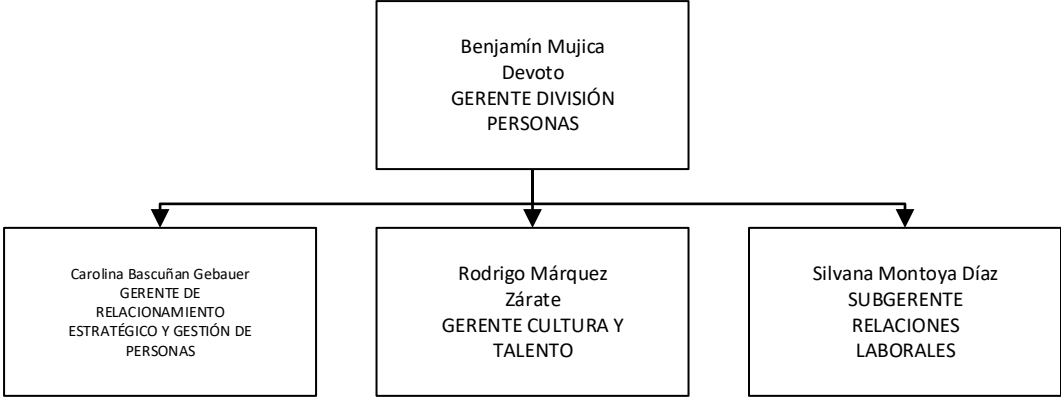 Benjamín Mujica
Devoto
GERENTE DIVISIÓN
PERSONAS
Carolina Bascuñan Gebauer
GERENTE DE
RELACIONAMIENTO
ESTRATÉGICO Y GESTIÓN DE
PERSONAS
Rodrigo Márquez
Zárate
GERENTE CULTURA Y
TALENTO
Silvana Montoya Díaz
SUBGERENTE
RELACIONES
LABORALES